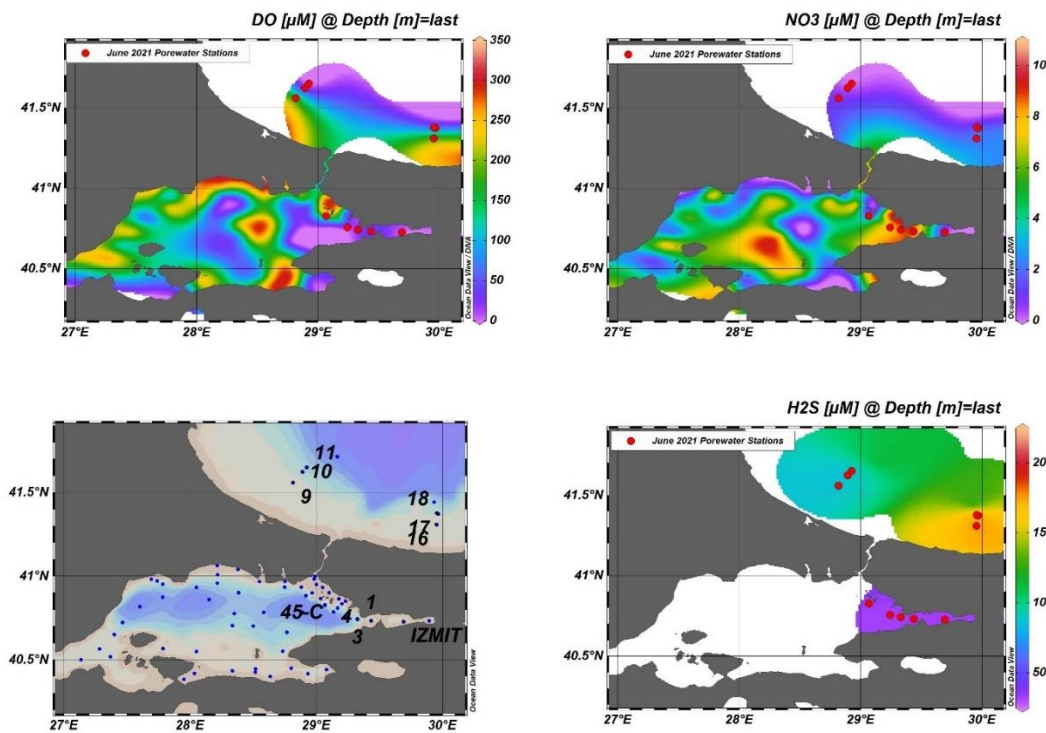 DO [µM] @ Depth [m]=last
June 2021 Porewater Stations
41.5°N
41°N
40.5°N
27°E 28°E 29°E 30°E
350
300
250
200
150
100
50
0
Ocean Data View / DIVA
NO3 [µM] @ Depth [m]=last
June 2021 Porewater Stations
41.5°N
41°N
40.5°N
27°E 28°E 29°E 30°E
10
8
6
4
2
0
Ocean Data View / DIVA
41.5°N
41°N
40.5°N
27°E 28°E 29°E 30°E
11
10
9
18
17
16
45-C
1
4
3
IZMIT
Ocean Data View
H2S [µM] @ Depth [m]=last
June 2021 Porewater Stations
41.5°N
41°N
40.5°N
27°E 28°E 29°E 30°E
Ocean Data View